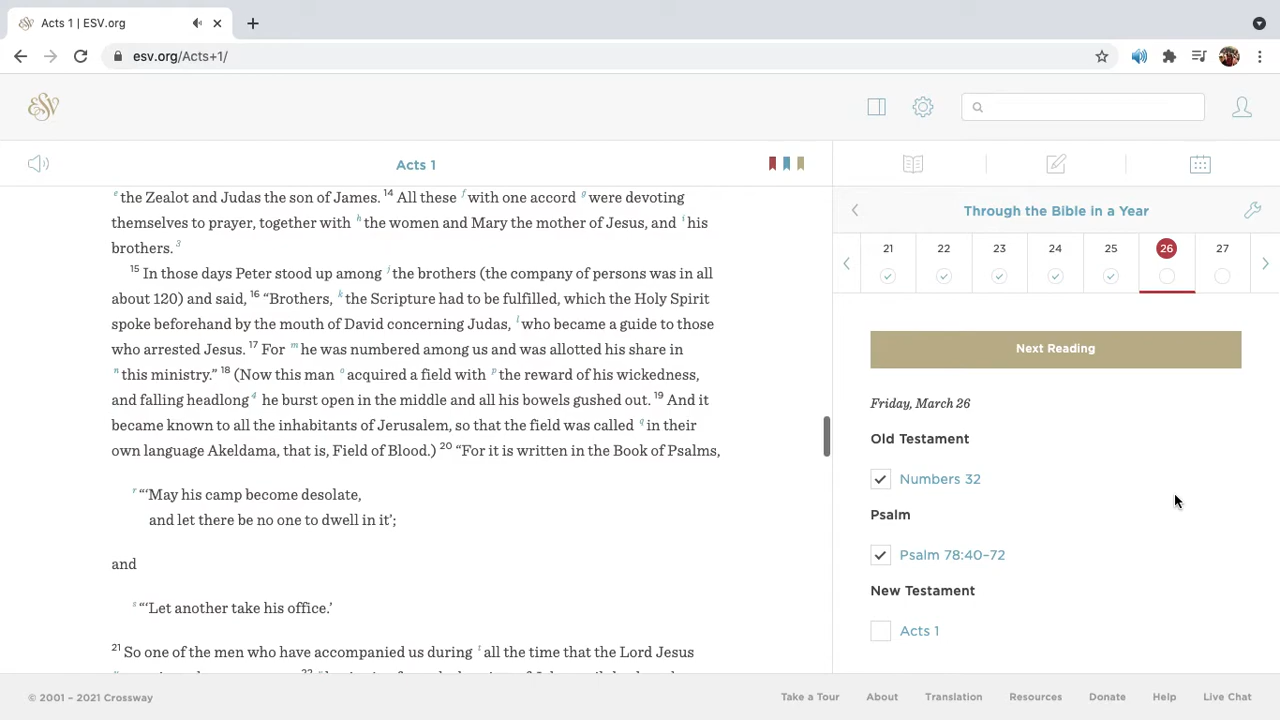 Acts 1 | ESV.org
esv.org/Acts+1/
ESV
Acts 1
e the Zealot and Judas the son of James. 14 All these f with one accord g were devoting
themselves to prayer, together with h the women and Mary the mother of Jesus, and i his
brothers. 3
15 In those days Peter stood up among j the brothers (the company of persons was in all
about 120) and said, 16 “Brothers, k the Scripture had to be fulfilled, which the Holy Spirit
spoke beforehand by the mouth of David concerning Judas, l who became a guide to those
who arrested Jesus. 17 For m he was numbered among us and was allotted his share in
n this ministry.” 18 (Now this man o acquired a field with p the reward of his wickedness,
and falling headlong q he burst open in the middle and all his bowels gushed out. 19 And it
became known to all the inhabitants of Jerusalem, so that the field was called q in their
own language Akeldama, that is, Field of Blood.) 20 “For it is written in the Book of Psalms,
r “‘May his camp become desolate,
and let there be no one to dwell in it’;
and
s “‘Let another take his office.’
21 So one of the men who have accompanied us during t all the time that the Lord Jesus
Through the Bible in a Year
21 22 23 24 25 26 27
Next Reading
Friday, March 26
Old Testament
Numbers 32
Psalm
Psalm 78:40–72
New Testament
Acts 1
© 2001 – 2021 Crossway
Take a Tour About Translation Resources Donate Help Live Chat